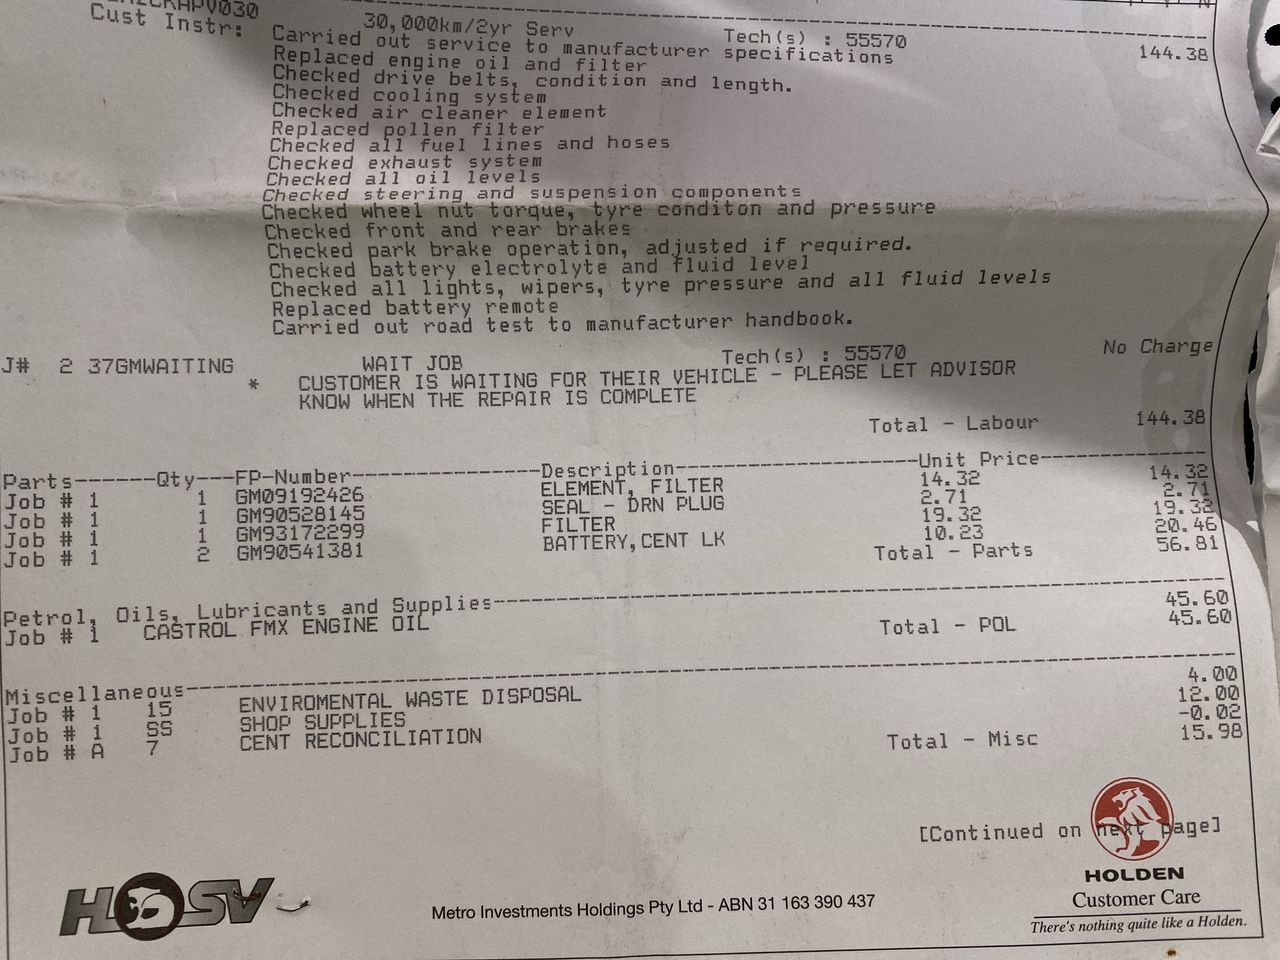 Cust Instr: 30,000km/2yr Serv Tech(s) : 55570 144.38
Carried out service to manufacturer specifications
Replaced engine oil and filter
Checked drive belts, condition and length.
Checked cooling system
Checked air cleaner element
Replaced pollen filter
Checked all fuel lines and hoses
Checked exhaust system
Checked all oil levels
Checked steering and suspension components
Checked wheel nut torque, tyre conditon and pressure
Checked front and rear brakes
Checked park brake operation, adjusted if required.
Checked battery electrolyte and fluid level
Checked all lights, wipers, tyre pressure and all fluid levels
Replaced battery remote
Carried out road test to manufacturer handbook.
J# 2 37GMWAITING WAIT JOB Tech(s) : 55570 No Charge
* CUSTOMER IS WAITING FOR THEIR VEHICLE - PLEASE LET ADVISOR
KNOW WHEN THE REPAIR IS COMPLETE
Total - Labour 144.38
Parts------Qty---FP-Number---------------Description-------------------Unit Price---------------
Job # 1 1 GM09192426 ELEMENT, FILTER 14.32 14.32
Job # 1 1 GM90528145 SEAL - DRN PLUG 2.71 2.71
Job # 1 1 GM93172299 FILTER 19.32 19.32
Job # 1 2 GM90541381 BATTERY,CENT LK 10.23 20.46
Total - Parts 56.81
Petrol, Oils, Lubricants and Supplies---------------
Job # 1 CASTROL FMX ENGINE OIL 45.60
Total - POL 45.60
Miscellaneous---------------
Job # 1 15 ENVIROMENTAL WASTE DISPOSAL 4.00
Job # 1 SS SHOP SUPPLIES 12.00
Job # A 7 CENT RECONCILIATION -0.02
Total - Misc 15.98
[Continued on next page]
HSV
HOLDEN
Customer Care
There's nothing quite like a Holden.
Metro Investments Holdings Pty Ltd - ABN 31 163 390 437